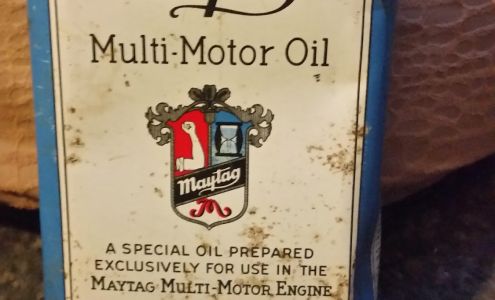 Multi-Motor Oil
Maytag
M
A SPECIAL OIL PREPARED
EXCLUSIVELY FOR USE IN THE
MAYTAG MULTI-MOTOR ENGINE